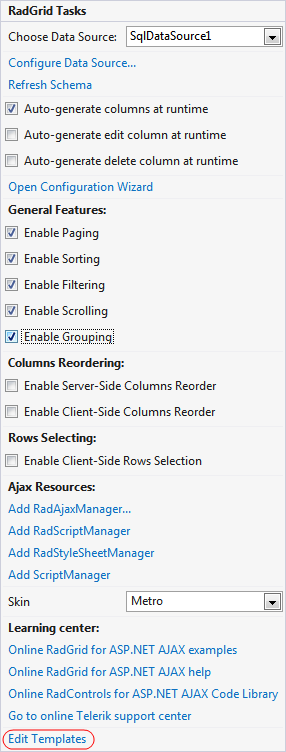 RadGrid Tasks
Choose Data Source: SqlDataSource1
Configure Data Source...
Refresh Schema
Auto-generate columns at runtime
Auto-generate edit column at runtime
Auto-generate delete column at runtime
Open Configuration Wizard
General Features:
Enable Paging
Enable Sorting
Enable Filtering
Enable Scrolling
Enable Grouping
Columns Reordering:
Enable Server-Side Columns Reorder
Enable Client-Side Columns Reorder
Rows Selecting:
Enable Client-Side Rows Selection
Ajax Resources:
Add RadAjaxManager...
Add RadScriptManager
Add RadStyleSheetManager
Add ScriptManager
Skin Metro
Learning center:
Online RadGrid for ASP.NET AJAX examples
Online RadGrid for ASP.NET AJAX help
Online RadControls for ASP.NET AJAX Code Library
Go to online Telerik support center
Edit Templates